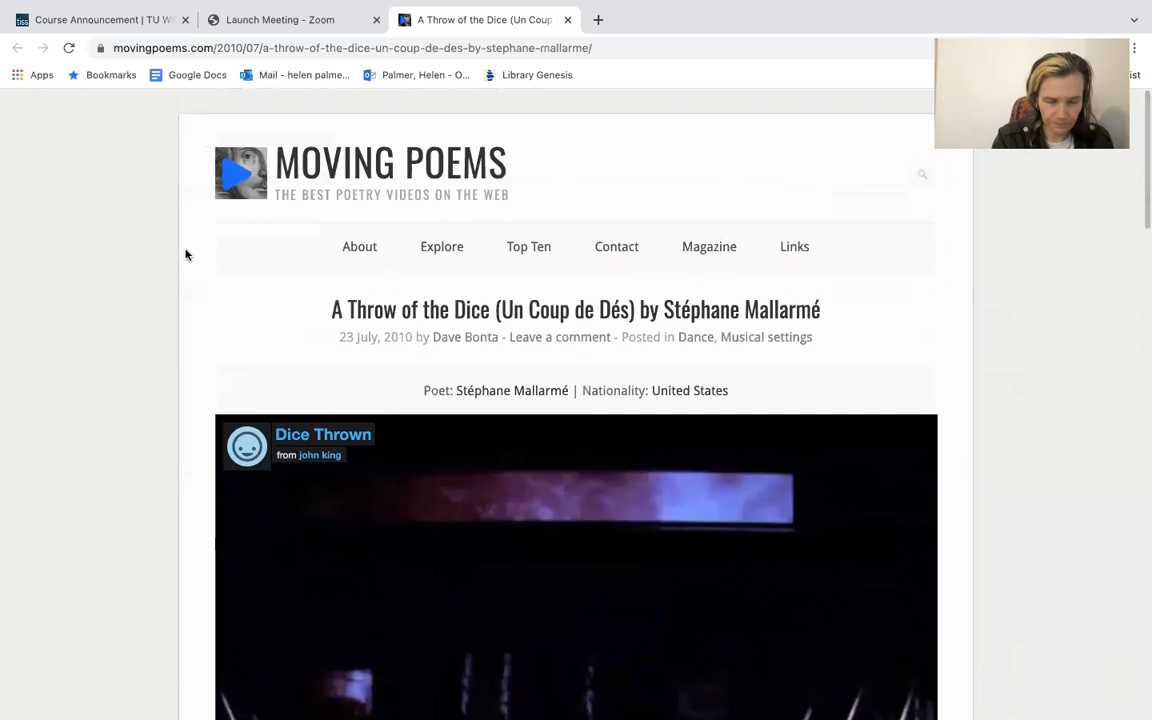 Course Announcement | TU W
Launch Meeting - Zoom
A Throw of the Dice (Un Coup
movingpoems.com/2010/07/a-throw-of-the-dice-un-coup-de-des-by-stephane-mallarme/
Apps
Bookmarks
Google Docs
Mail - helen palme...
Palmer, Helen - O...
Library Genesis
ist
MOVING POEMS
THE BEST POETRY VIDEOS ON THE WEB
About
Explore
Top Ten
Contact
Magazine
Links
A Throw of the Dice (Un Coup de Dés) by Stéphane Mallarmé
23 July, 2010 by Dave Bonta - Leave a comment - Posted in Dance, Musical settings
Poet: Stéphane Mallarmé | Nationality: United States
Dice Thrown
from john king